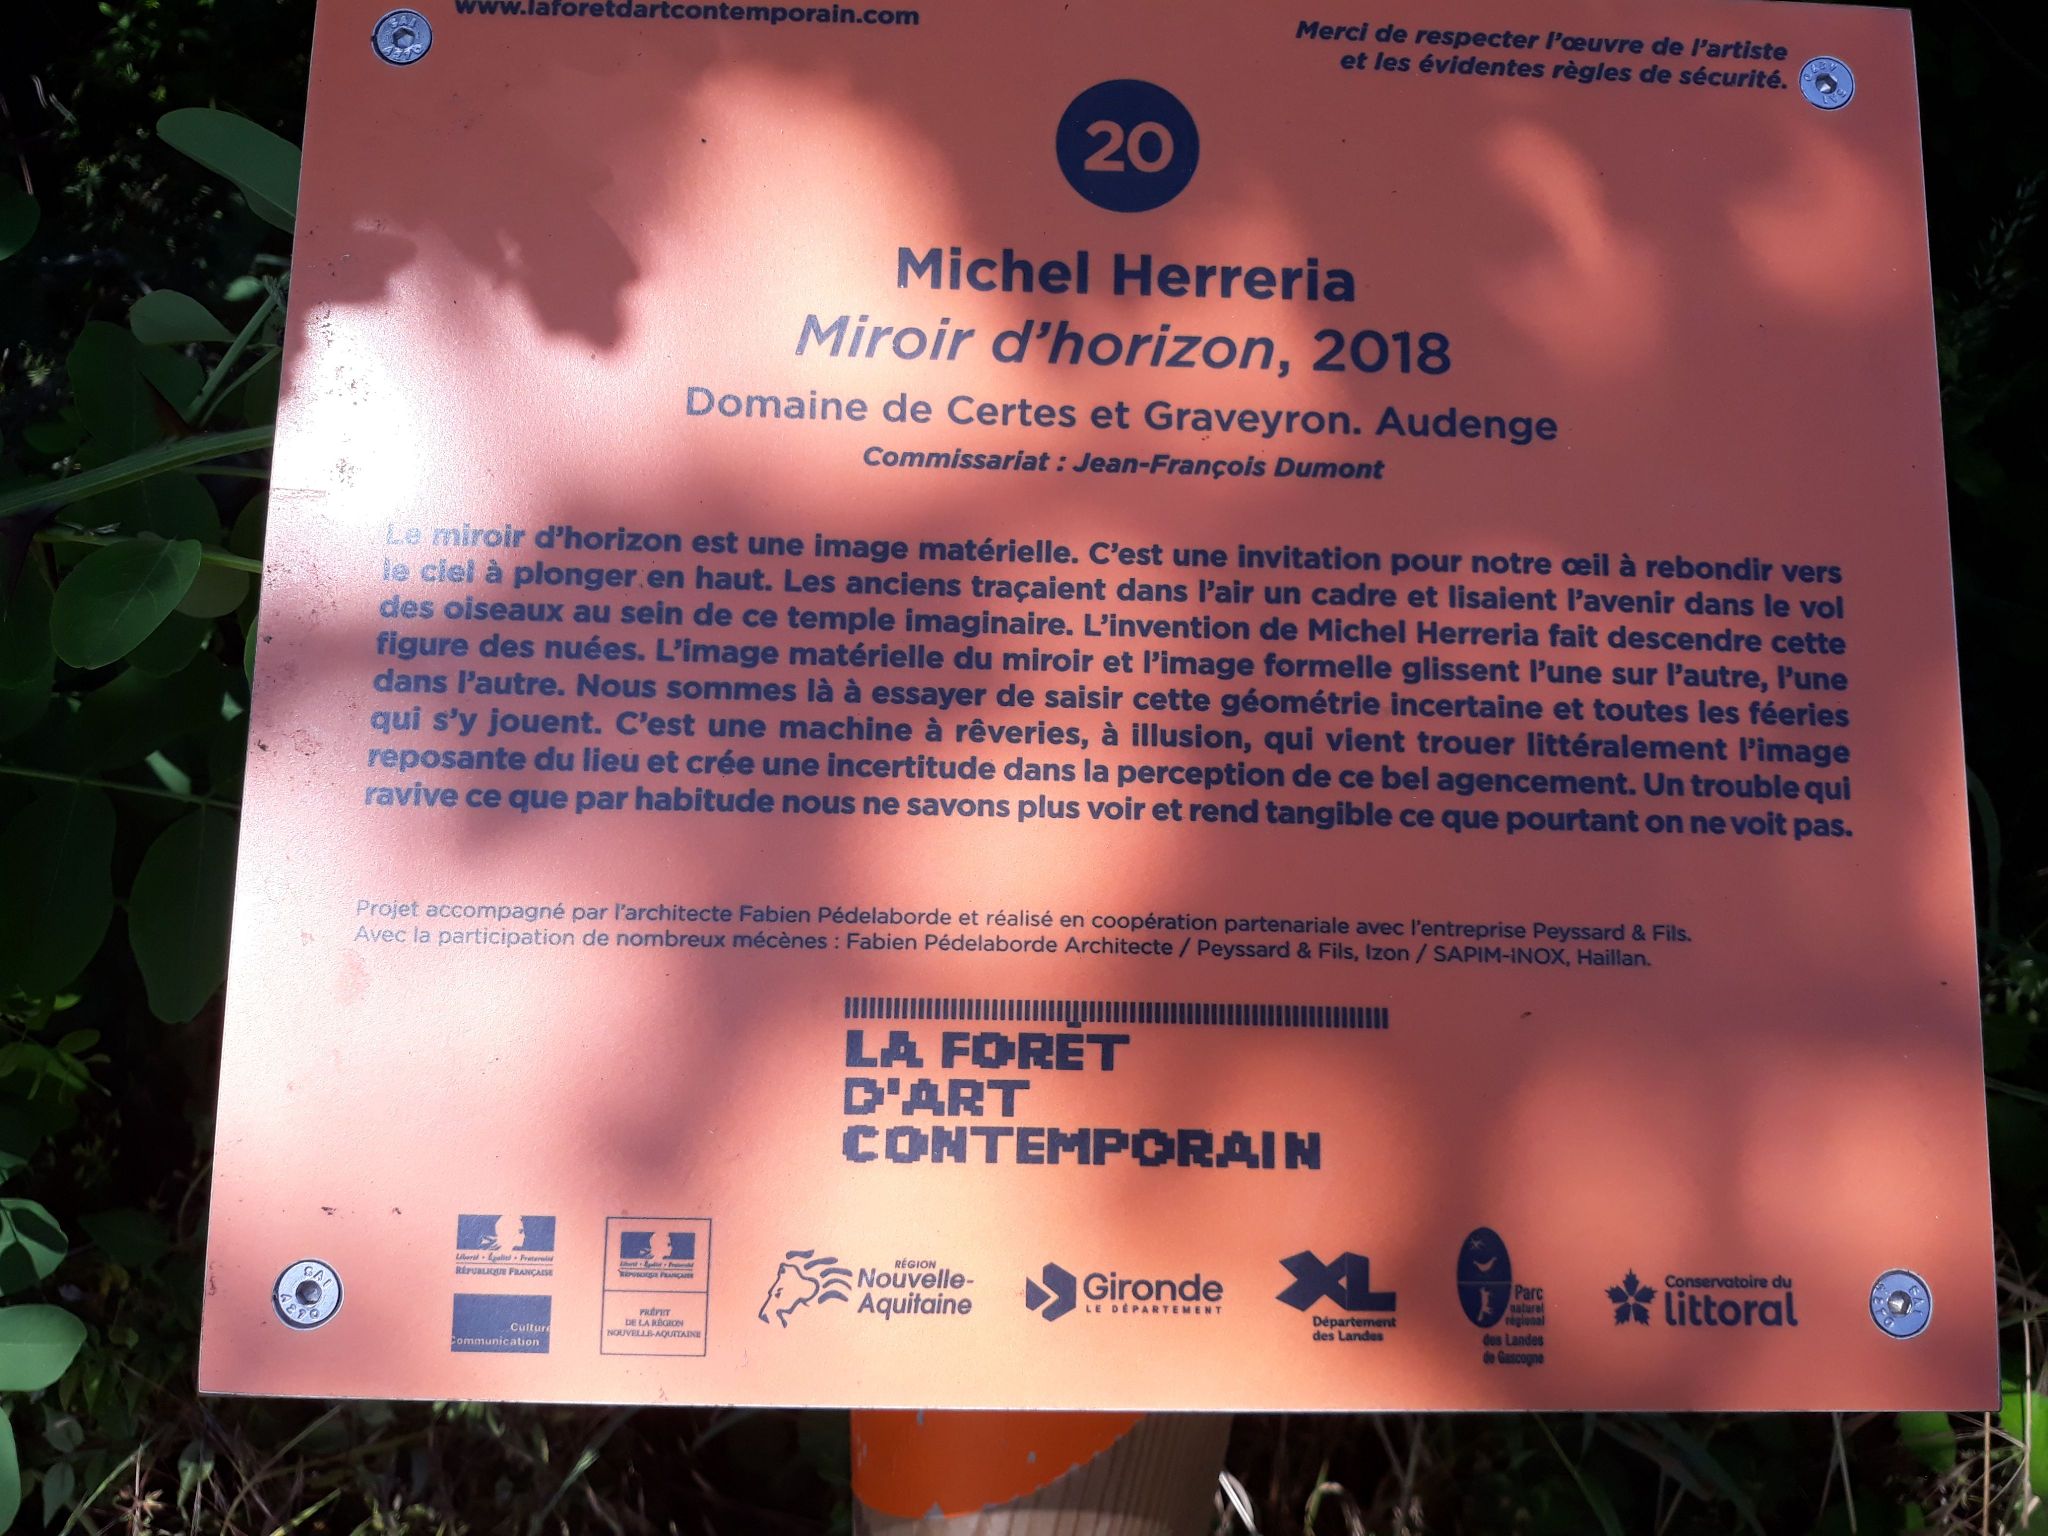 www.laforetdartcontemporain.com
Merci de respecter l'œuvre de l'artiste
et les évidentes règles de sécurité.
20
Michel Herreria
Miroir d'horizon, 2018
Domaine de Certes et Graveyron. Audenge
Commissariat : Jean-François Dumont
Le miroir d'horizon est une image matérielle. C'est une invitation pour notre œil à rebondir vers
le ciel à plonger en haut. Les anciens traçaient dans l'air un cadre et lisaient l'avenir dans le vol
des oiseaux au sein de ce temple imaginaire. L'invention de Michel Herreria fait descendre cette
figure des nuées. L'image matérielle du miroir et l'image formelle glissent l'une sur l'autre, l'une
dans l'autre. Nous sommes là à essayer de saisir cette géométrie incertaine et toutes les féeries
qui s'y jouent. C'est une machine à rêveries, à illusion, qui vient trouer littéralement l'image
reposante du lieu et crée une incertitude dans la perception de ce bel agencement. Un trouble qui
ravive ce que par habitude nous ne savons plus voir et rend tangible ce que pourtant on ne voit pas.
Projet accompagné par l'architecte Fabien Pédelaborde et réalisé en coopération partenariale avec l'entreprise Peyssard & Fils.
Avec la participation de nombreux mécènes : Fabien Pédelaborde Architecte / Peyssard & Fils, Izon / SAPIM-INOX, Haillan.
LA FORÊT
D'ART
CONTEMPORAIN
Liberté • Égalité • Fraternité
RÉPUBLIQUE FRANÇAISE
Culture
Communication
Liberté • Égalité • Fraternité
RÉPUBLIQUE FRANÇAISE
PRÉFET
DE LA RÉGION
NOUVELLE-AQUITAINE
RÉGION
Nouvelle-
Aquitaine
Gironde
LE DÉPARTEMENT
XL
Département
des Landes
Parc
naturel
régional
des Landes
de Gascogne
Conservatoire du
littoral